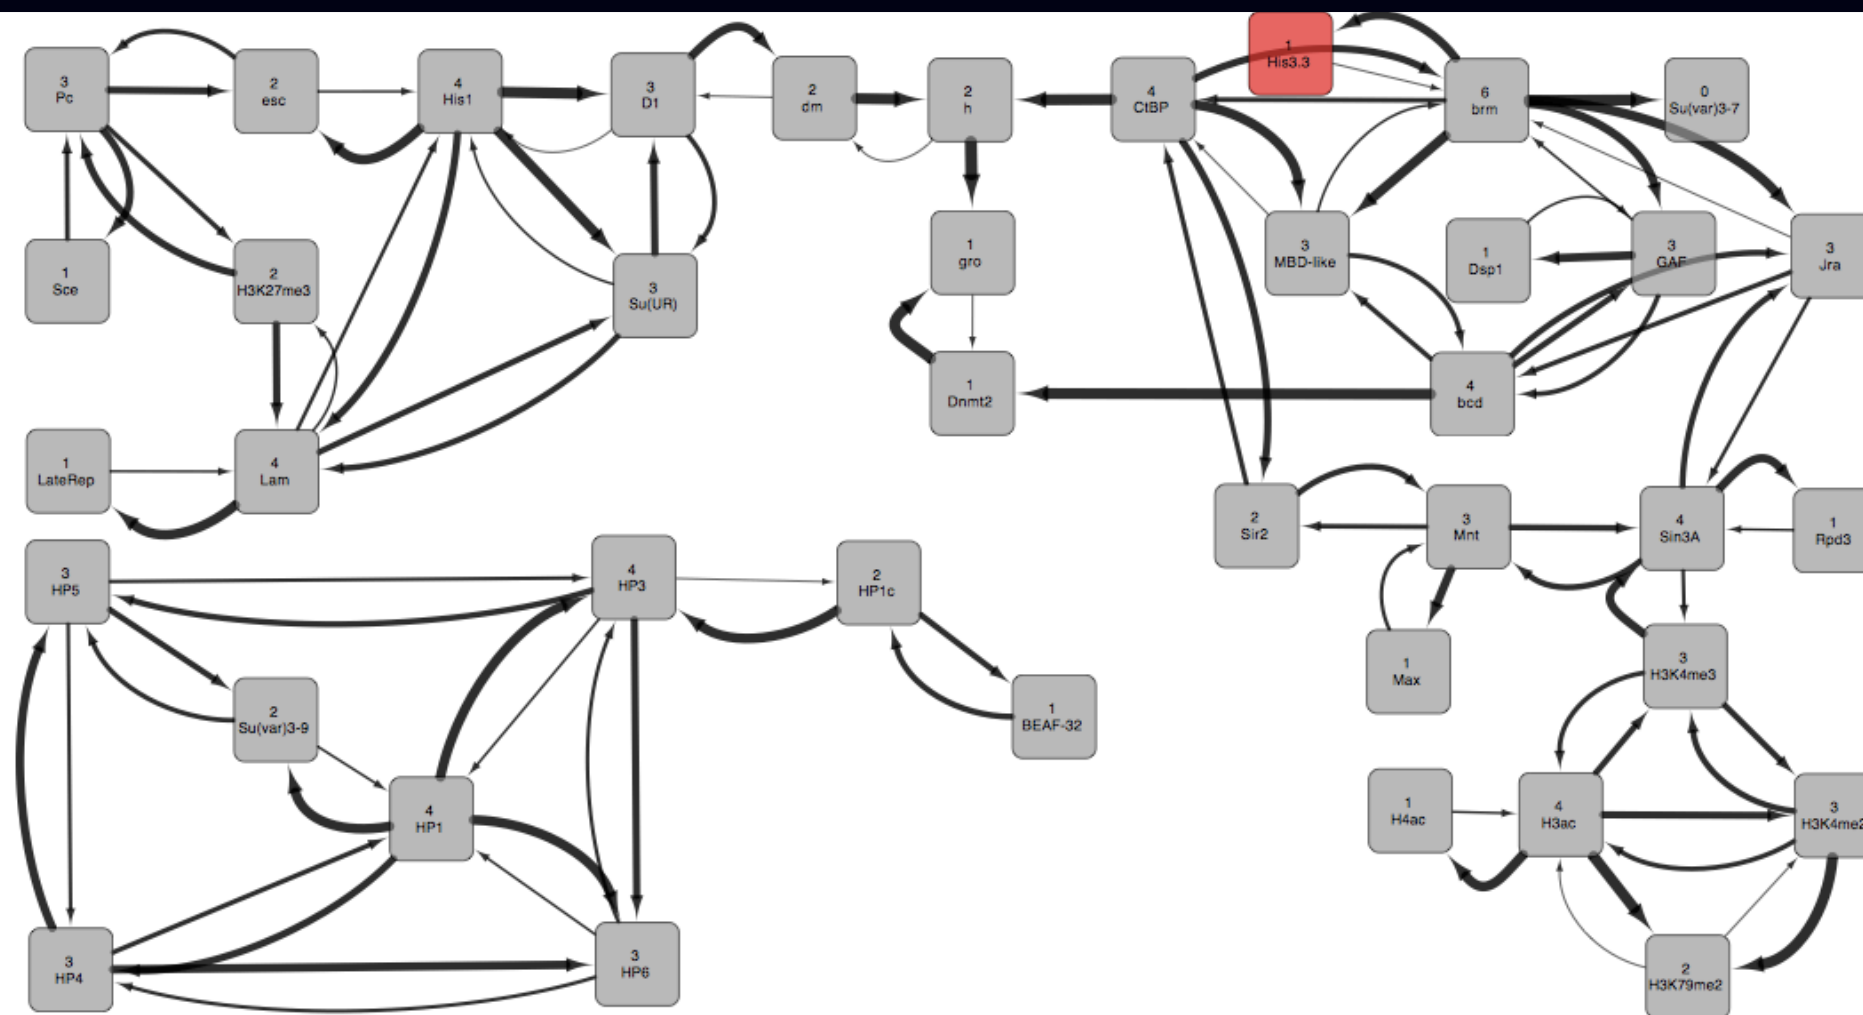 3
Pc
2
esc
4
His1
3
D1
2
dm
2
h
4
CtBP
1
His3.3
6
brm
0
Su(var)3-7
1
Sce
2
H3K27me3
3
Su(UR)
1
gro
3
MBD-like
1
Dsp1
3
GAF
3
Jra
1
Dnmt2
4
bcd
1
LateRep
4
Lam
2
Sir2
3
Mnt
4
Sin3A
1
Rpd3
3
HP5
4
HP3
2
HP1c
1
Max
3
H3K4me3
2
Su(var)3-9
1
BEAF-32
4
HP1
1
H4ac
4
H3ac
3
H3K4me2
3
HP4
3
HP6
2
H3K79me2